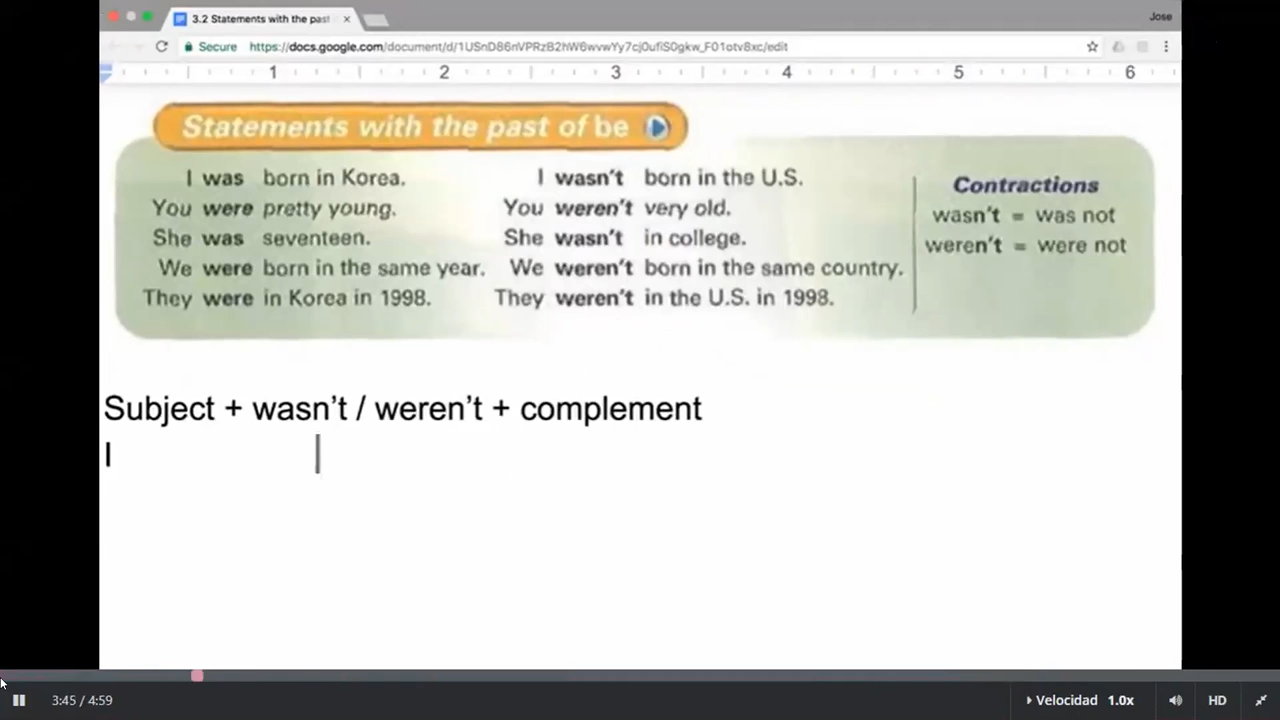 3.2 Statements with the past
Jose
Secure https://docs.google.com/document/d/1USnD86nVPRzB2hW6wvwYy7cj0ufiS0gkw_F01otv8xc/edit
1 2 3 4 5 6
Statements with the past of be
I was born in Korea.
You were pretty young.
She was seventeen.
We were born in the same year.
They were in Korea in 1998.
I wasn't born in the U.S.
You weren't very old.
She wasn't in college.
We weren't born in the same country.
They weren't in the U.S. in 1998.
Contractions
wasn't = was not
weren't = were not
Subject + wasn't / weren't + complement
I
3:45 / 4:59
Velocidad 1.0x
HD